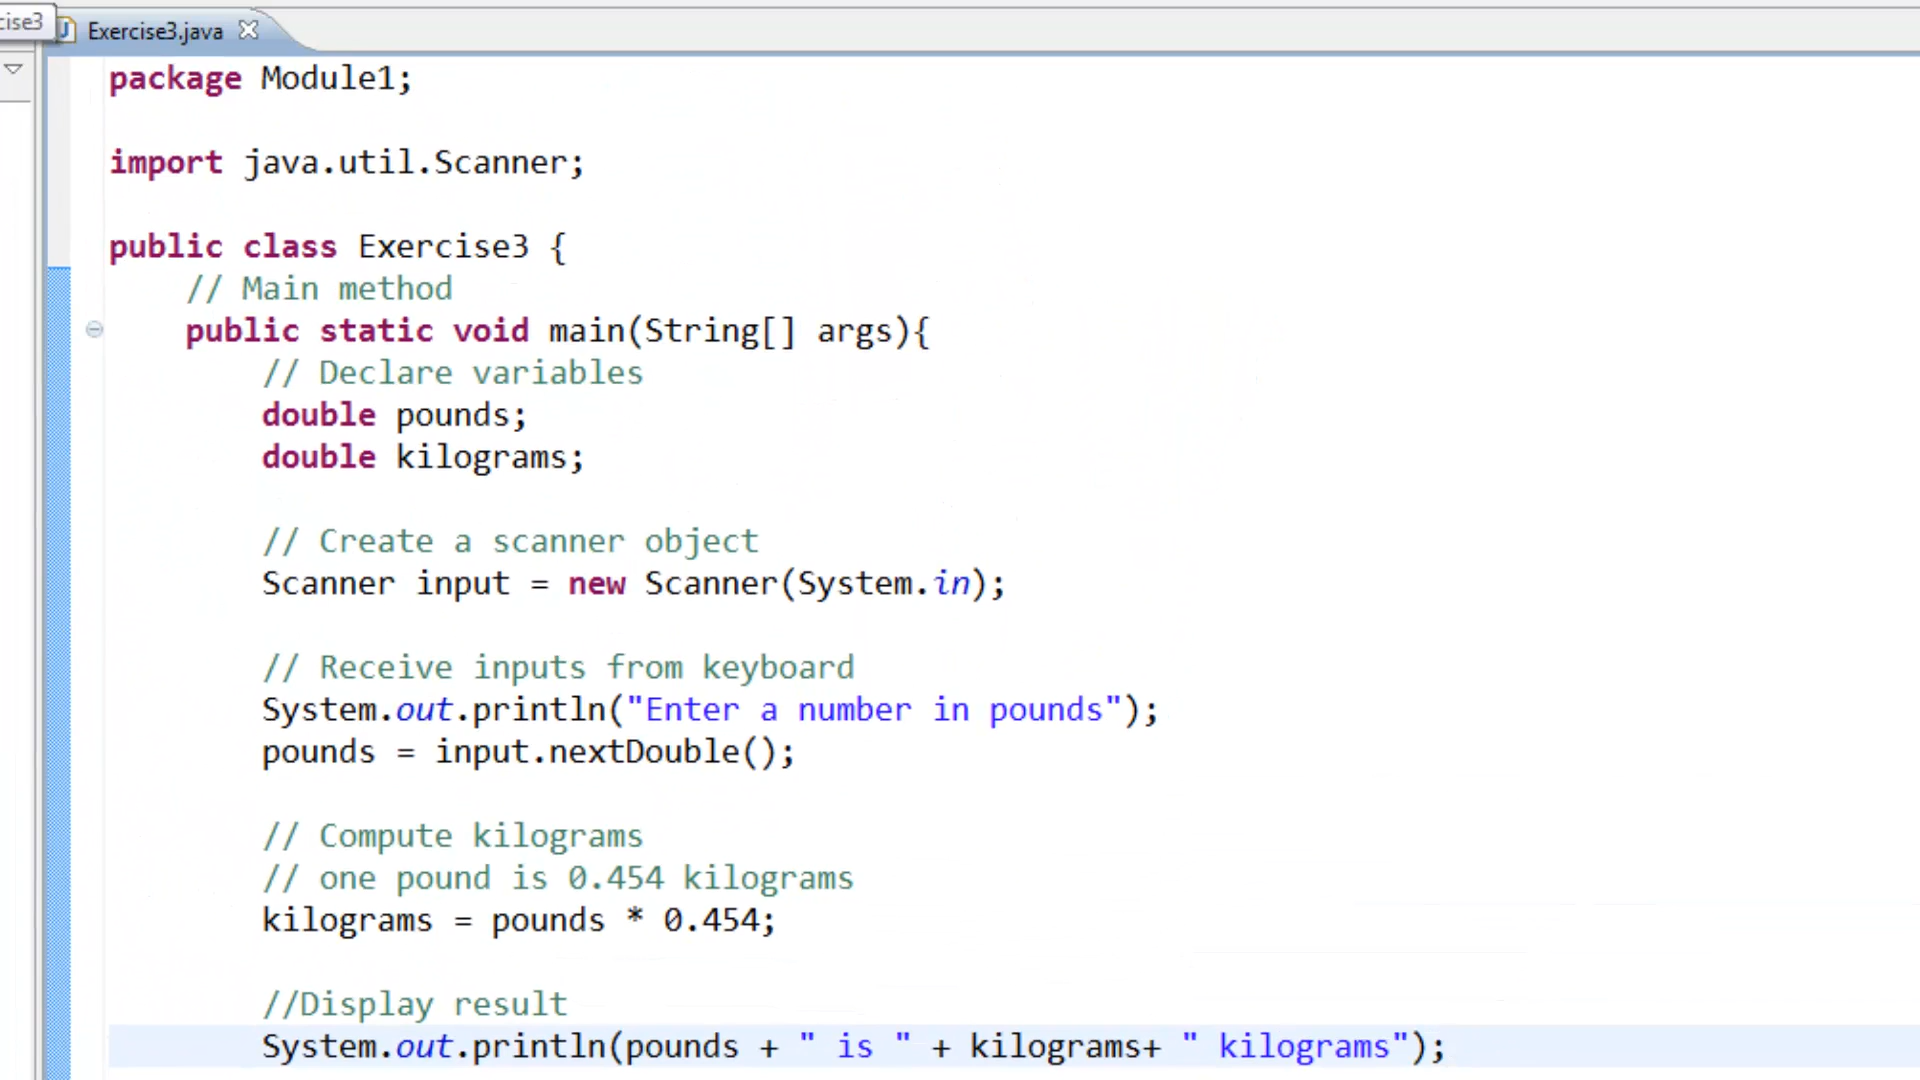 cise3
Exercise3.java
package Module1;
import java.util.Scanner;
public class Exercise3 {
// Main method
public static void main(String[] args){
// Declare variables
double pounds;
double kilograms;
// Create a scanner object
Scanner input = new Scanner(System.in);
// Receive inputs from keyboard
System.out.println("Enter a number in pounds");
pounds = input.nextDouble();
// Compute kilograms
// one pound is 0.454 kilograms
kilograms = pounds * 0.454;
//Display result
System.out.println(pounds + " is " + kilograms+ " kilograms");